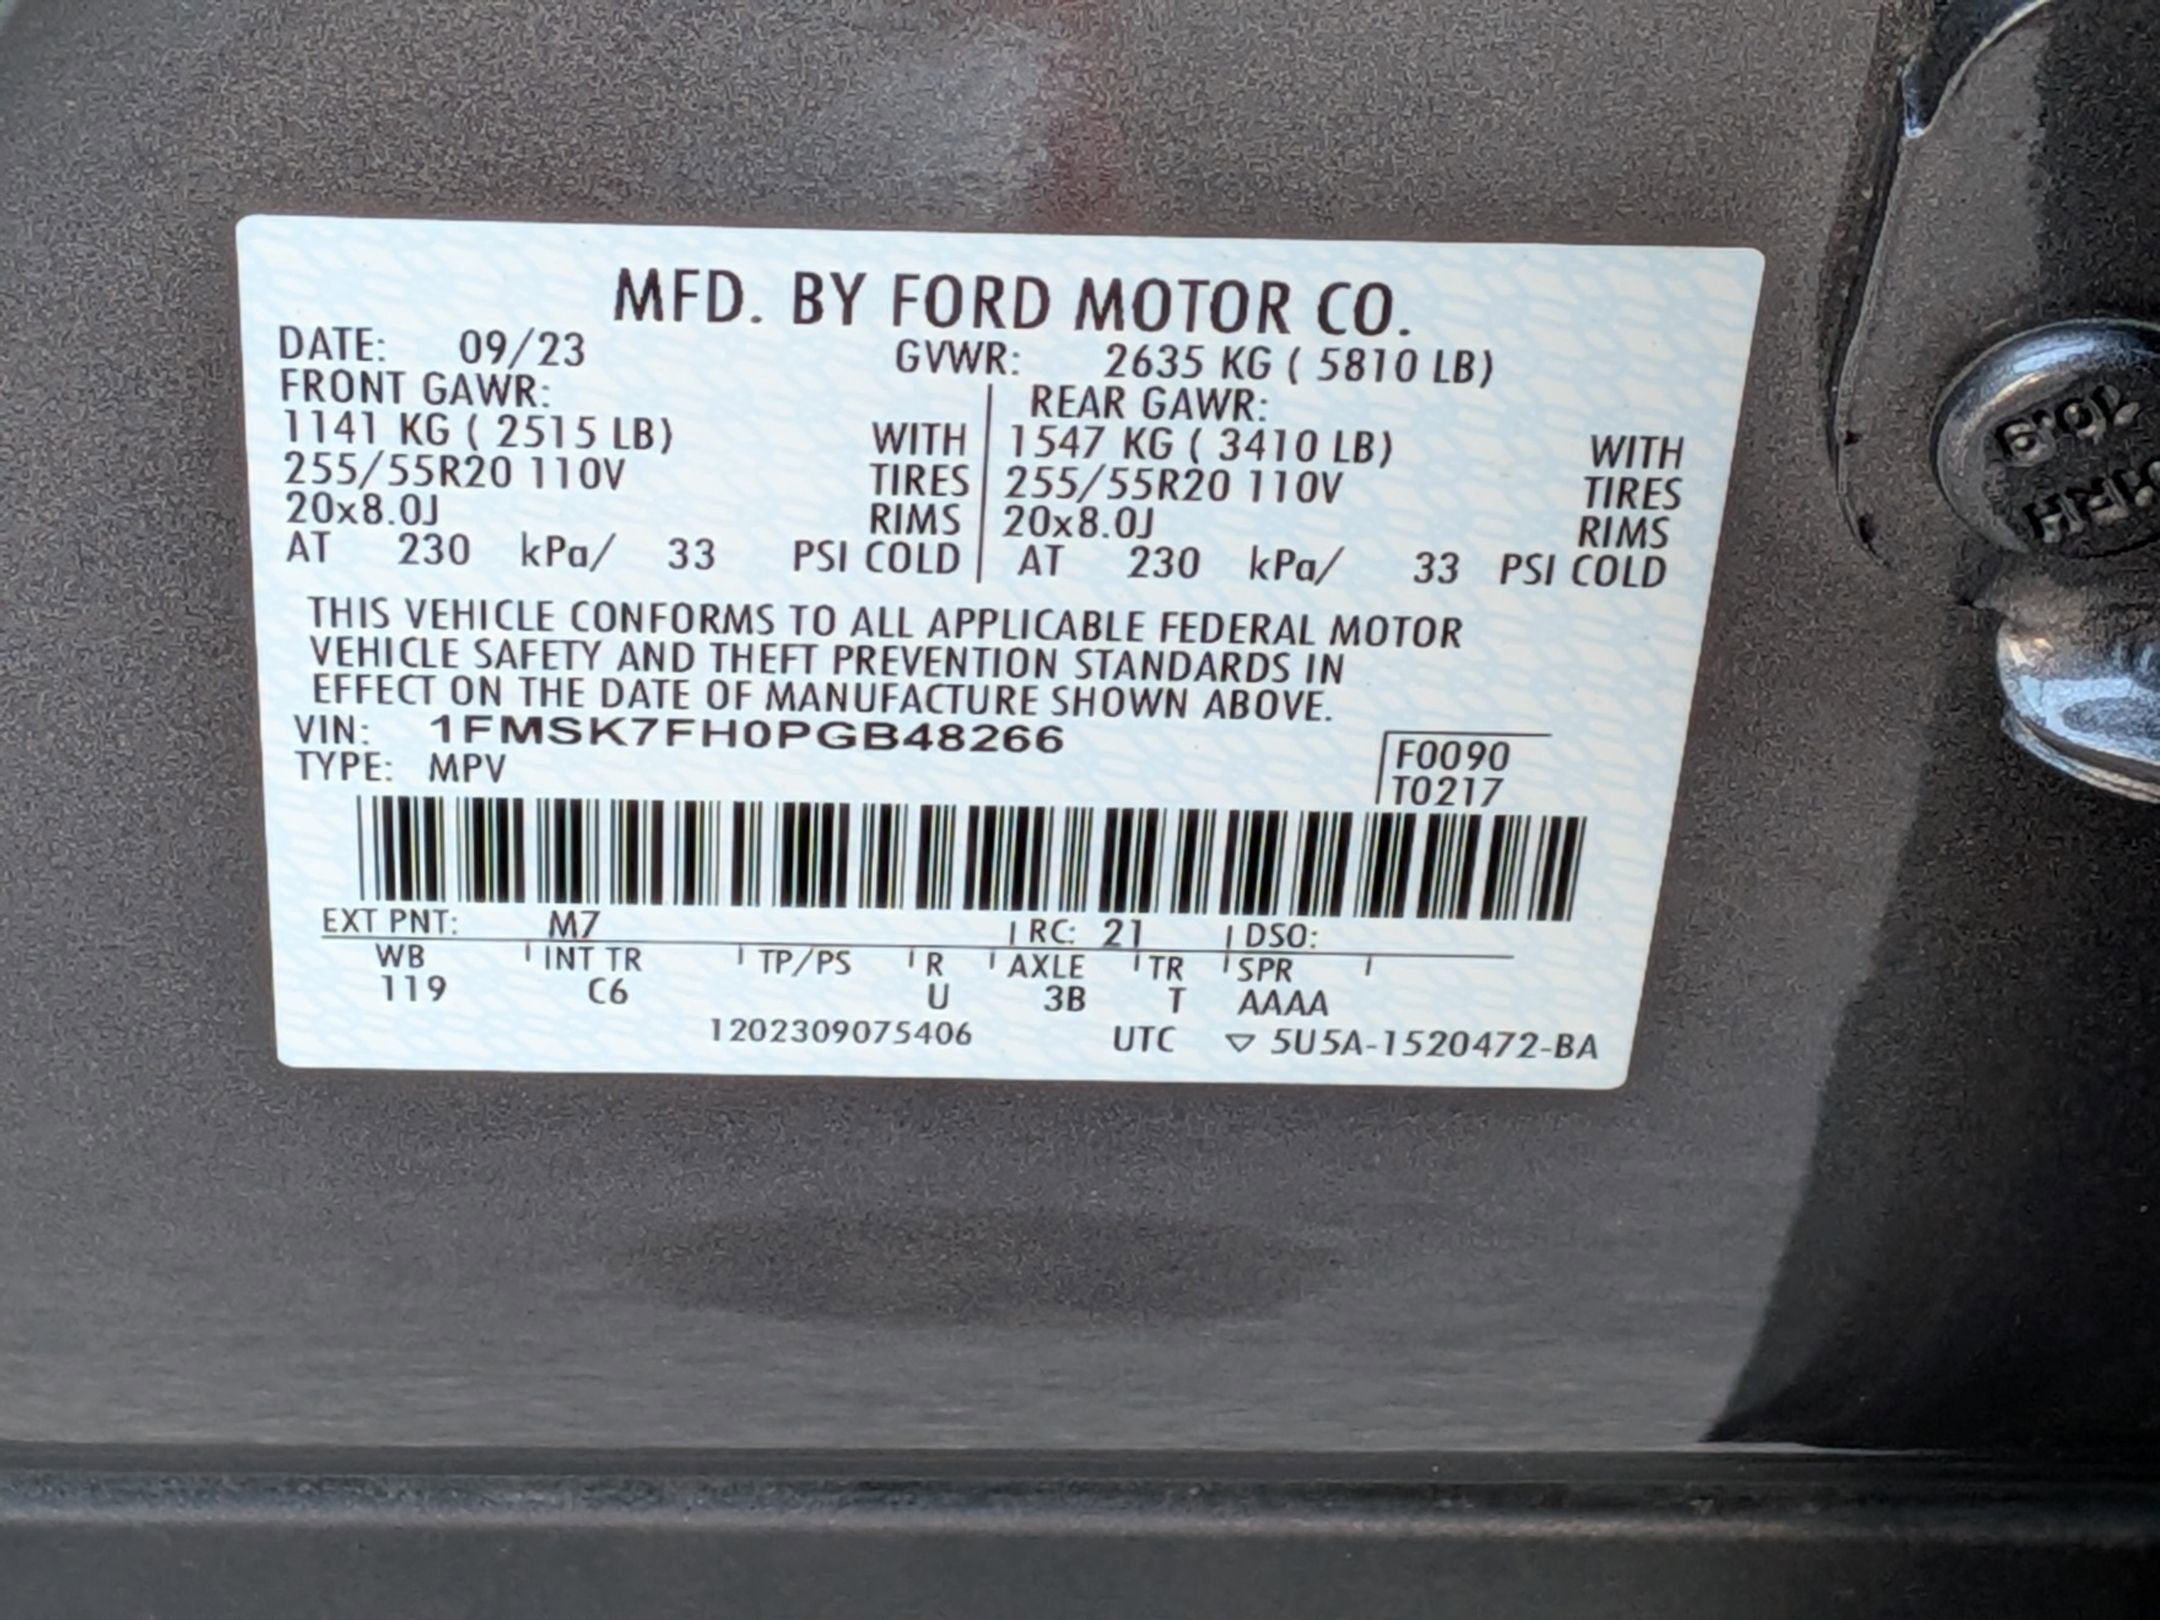 MFD. BY FORD MOTOR CO.
DATE: 09/23 GVWR: 2635 KG ( 5810 LB)
FRONT GAWR: REAR GAWR:
1141 KG ( 2515 LB) WITH 1547 KG ( 3410 LB) WITH
255/55R20 110V TIRES 255/55R20 110V TIRES
20x8.0J RIMS 20x8.0J RIMS
AT 230 kPa/ 33 PSI COLD AT 230 kPa/ 33 PSI COLD
THIS VEHICLE CONFORMS TO ALL APPLICABLE FEDERAL MOTOR
VEHICLE SAFETY AND THEFT PREVENTION STANDARDS IN
EFFECT ON THE DATE OF MANUFACTURE SHOWN ABOVE.
VIN: 1FMSK7FH0PGB48266
F0090
TYPE: MPV
T0217
EXT PNT: M7 RC: 21 DSO:
WB INT TR TP/PS R AXLE TR SPR
119 C6 U 3B T AAAA
1202309075406 UTC ▽ 5U5A-1520472-BA
10.9